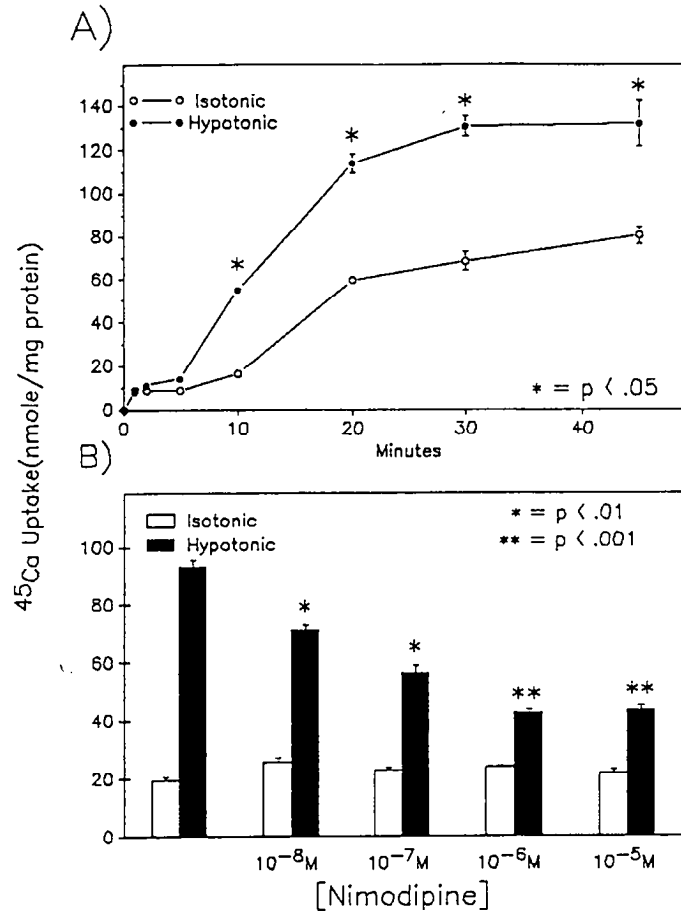 A)
140
120
100
80
60
40
20
0
Isotonic
Hypotonic
*
*
*
*
* = p < .05
0
10
20
30
40
Minutes
45Ca Uptake(nmole/mg protein)
B)
Isotonic
Hypotonic
* = p < .01
** = p < .001
100
80
60
40
20
0
*
*
**
**
10-8M
10-7M
10-6M
10-5M
[Nimodipine]